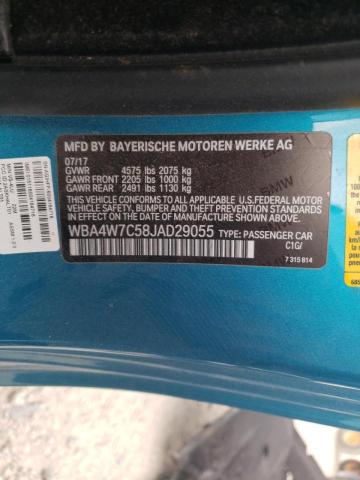 MFD BY BAYERISCHE MOTOREN WERKE AG
07/17
GVWR 4575 lbs 2075 kg
GAWR FRONT 2205 lbs 1000 kg
GAWR REAR 2491 lbs 1130 kg
THIS VEHICLE CONFORMS TO ALL APPLICABLE
FEDERAL MOTOR VEHICLE SAFETY, BUMPER,
AND THEFT PREVENTION STANDARDS IN
EFFECT ON THE DATE OF MANUFACTURE
SHOWN ABOVE.
WBA4W7C58JAD29055 TYPE: PASSENGER CAR
C1G/
7 315 814